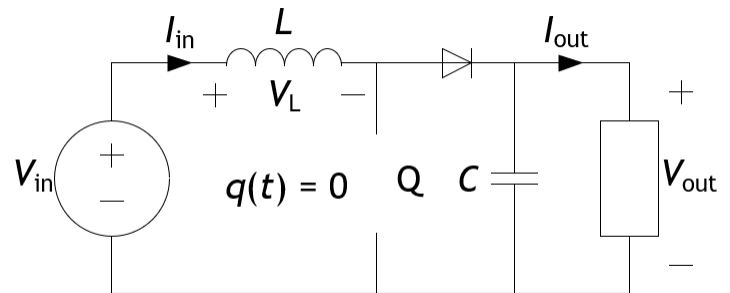 I_in
L
I_out
+ V_L −
+
V_in
+
−
q(t) = 0
Q
C
V_out
−